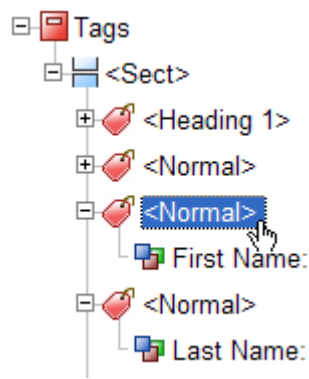 Tags
<Sect>
<Heading 1>
<Normal>
<Normal>
First Name:
<Normal>
Last Name: